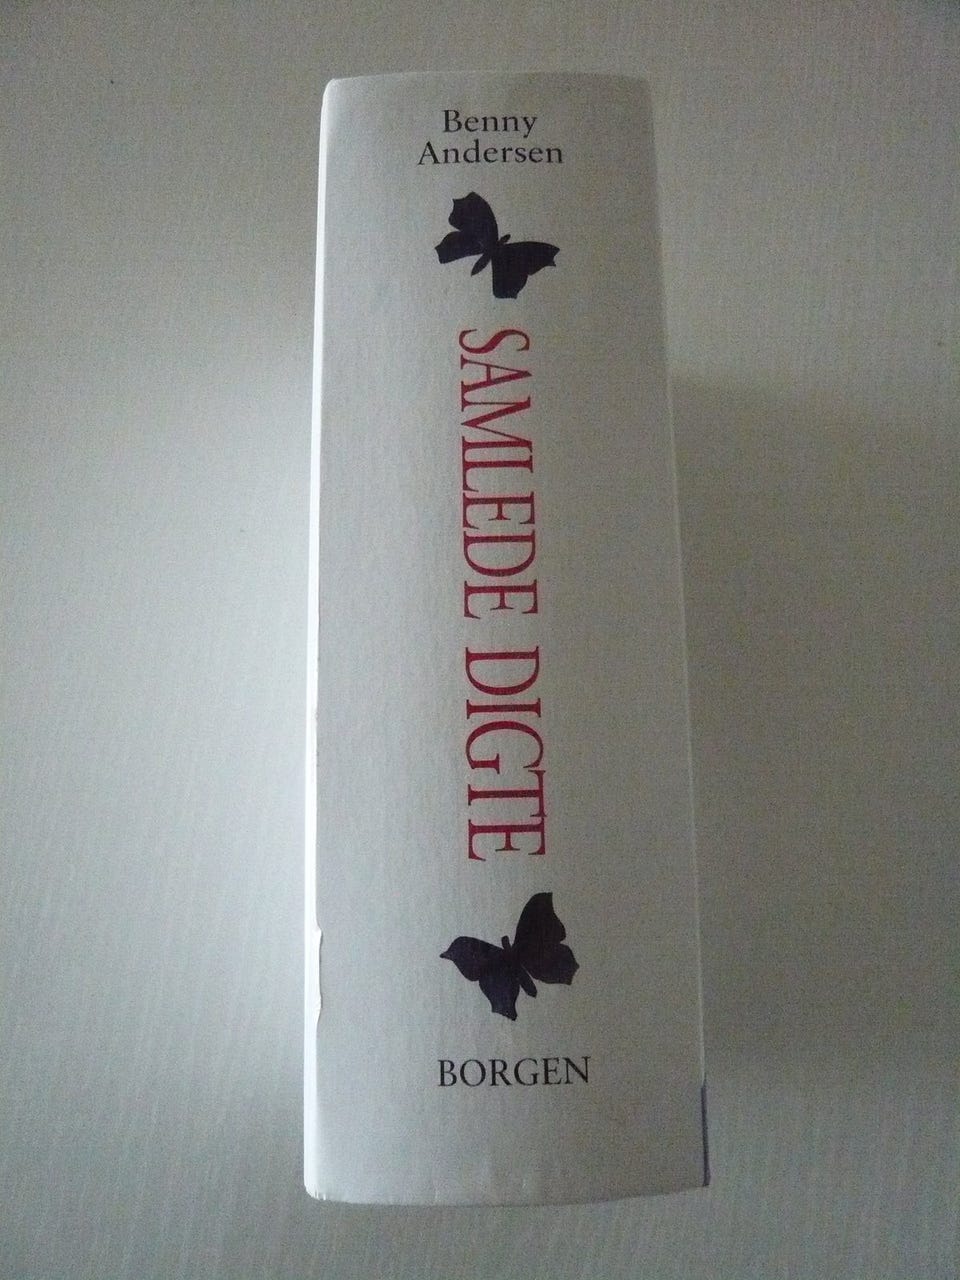 Benny
Andersen
SAMLEDE DIGTE
BORGEN